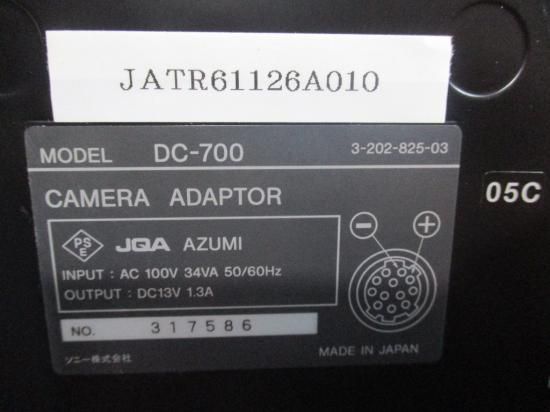 JATR61126A010
MODEL DC-700 3-202-825-03
CAMERA ADAPTOR
05C
PS E JQA AZUMI
INPUT : AC 100V 34VA 50/60Hz
OUTPUT : DC13V 1.3A
− +
NO. 317586
ソニー株式会社
MADE IN JAPAN